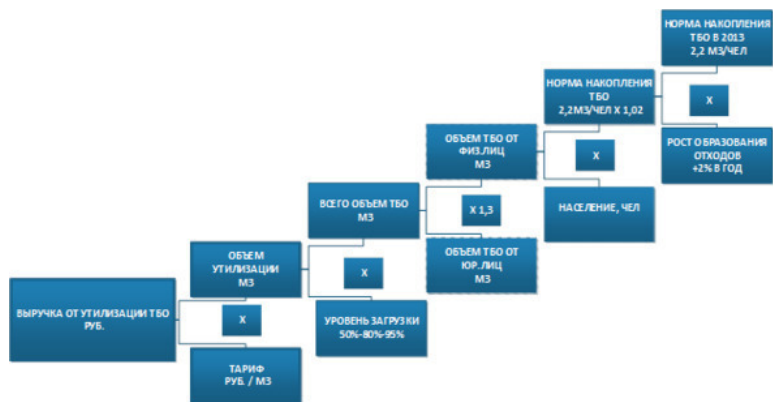 НОРМА НАКОПЛЕНИЯ
ТБО В 2013
2,2 М3/ЧЕЛ
X
РОСТ ОБРАЗОВАНИЯ
ОТХОДОВ
+2% В ГОД
НОРМА НАКОПЛЕНИЯ
ТБО
2,2М3/ЧЕЛ X 1,02
X
НАСЕЛЕНИЕ, ЧЕЛ
ОБЪЕМ ТБО ОТ
ФИЗ.ЛИЦ
М3
X 1,3
ОБЪЕМ ТБО ОТ
ЮР.ЛИЦ
М3
ВСЕГО ОБЪЕМ ТБО
М3
X
УРОВЕНЬ ЗАГРУЗКИ
50%-80%-95%
ОБЪЕМ
УТИЛИЗАЦИИ
М3
X
ТАРИФ
РУБ. / М3
ВЫРУЧКА ОТ УТИЛИЗАЦИИ ТБО
РУБ.